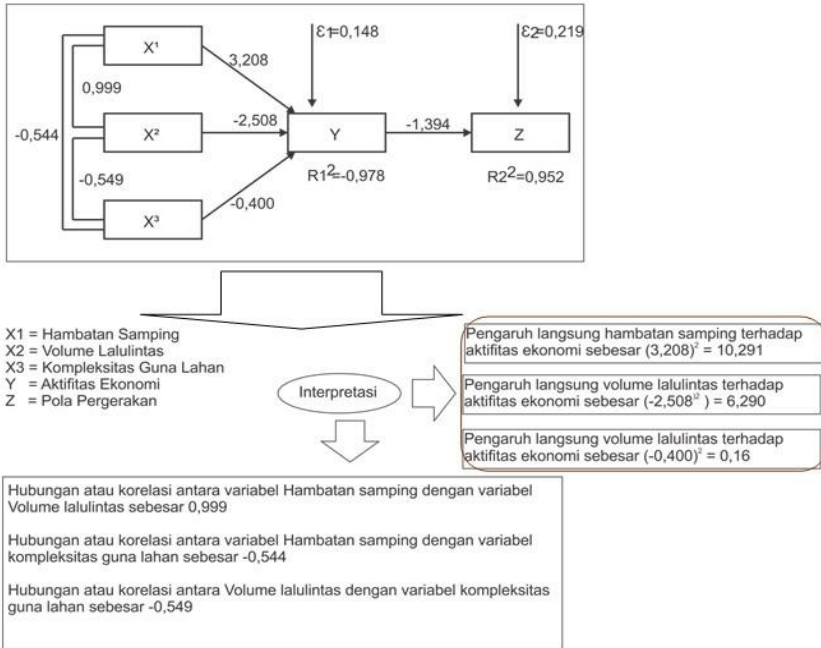 X¹
X²
X³
Y
Z
Ɛ1=0,148
Ɛ2=0,219
3,208
0,999
-2,508
-1,394
-0,544
-0,549
-0,400
R1²=-0,978
R2²=0,952
X1 = Hambatan Samping
X2 = Volume Lalulintas
X3 = Kompleksitas Guna Lahan
Y = Aktifitas Ekonomi
Z = Pola Pergerakan
Interpretasi
Pengaruh langsung hambatan samping terhadap
aktifitas ekonomi sebesar (3,208)² = 10,291
Pengaruh langsung volume lalulintas terhadap
aktifitas ekonomi sebesar (-2,508)² ) = 6,290
Pengaruh langsung volume lalulintas terhadap
aktifitas ekonomi sebesar (-0,400)² = 0,16
Hubungan atau korelasi antara variabel Hambatan samping dengan variabel
Volume lalulintas sebesar 0,999
Hubungan atau korelasi antara variabel Hambatan samping dengan variabel
kompleksitas guna lahan sebesar -0,544
Hubungan atau korelasi antara Volume lalulintas dengan variabel kompleksitas
guna lahan sebesar -0,549